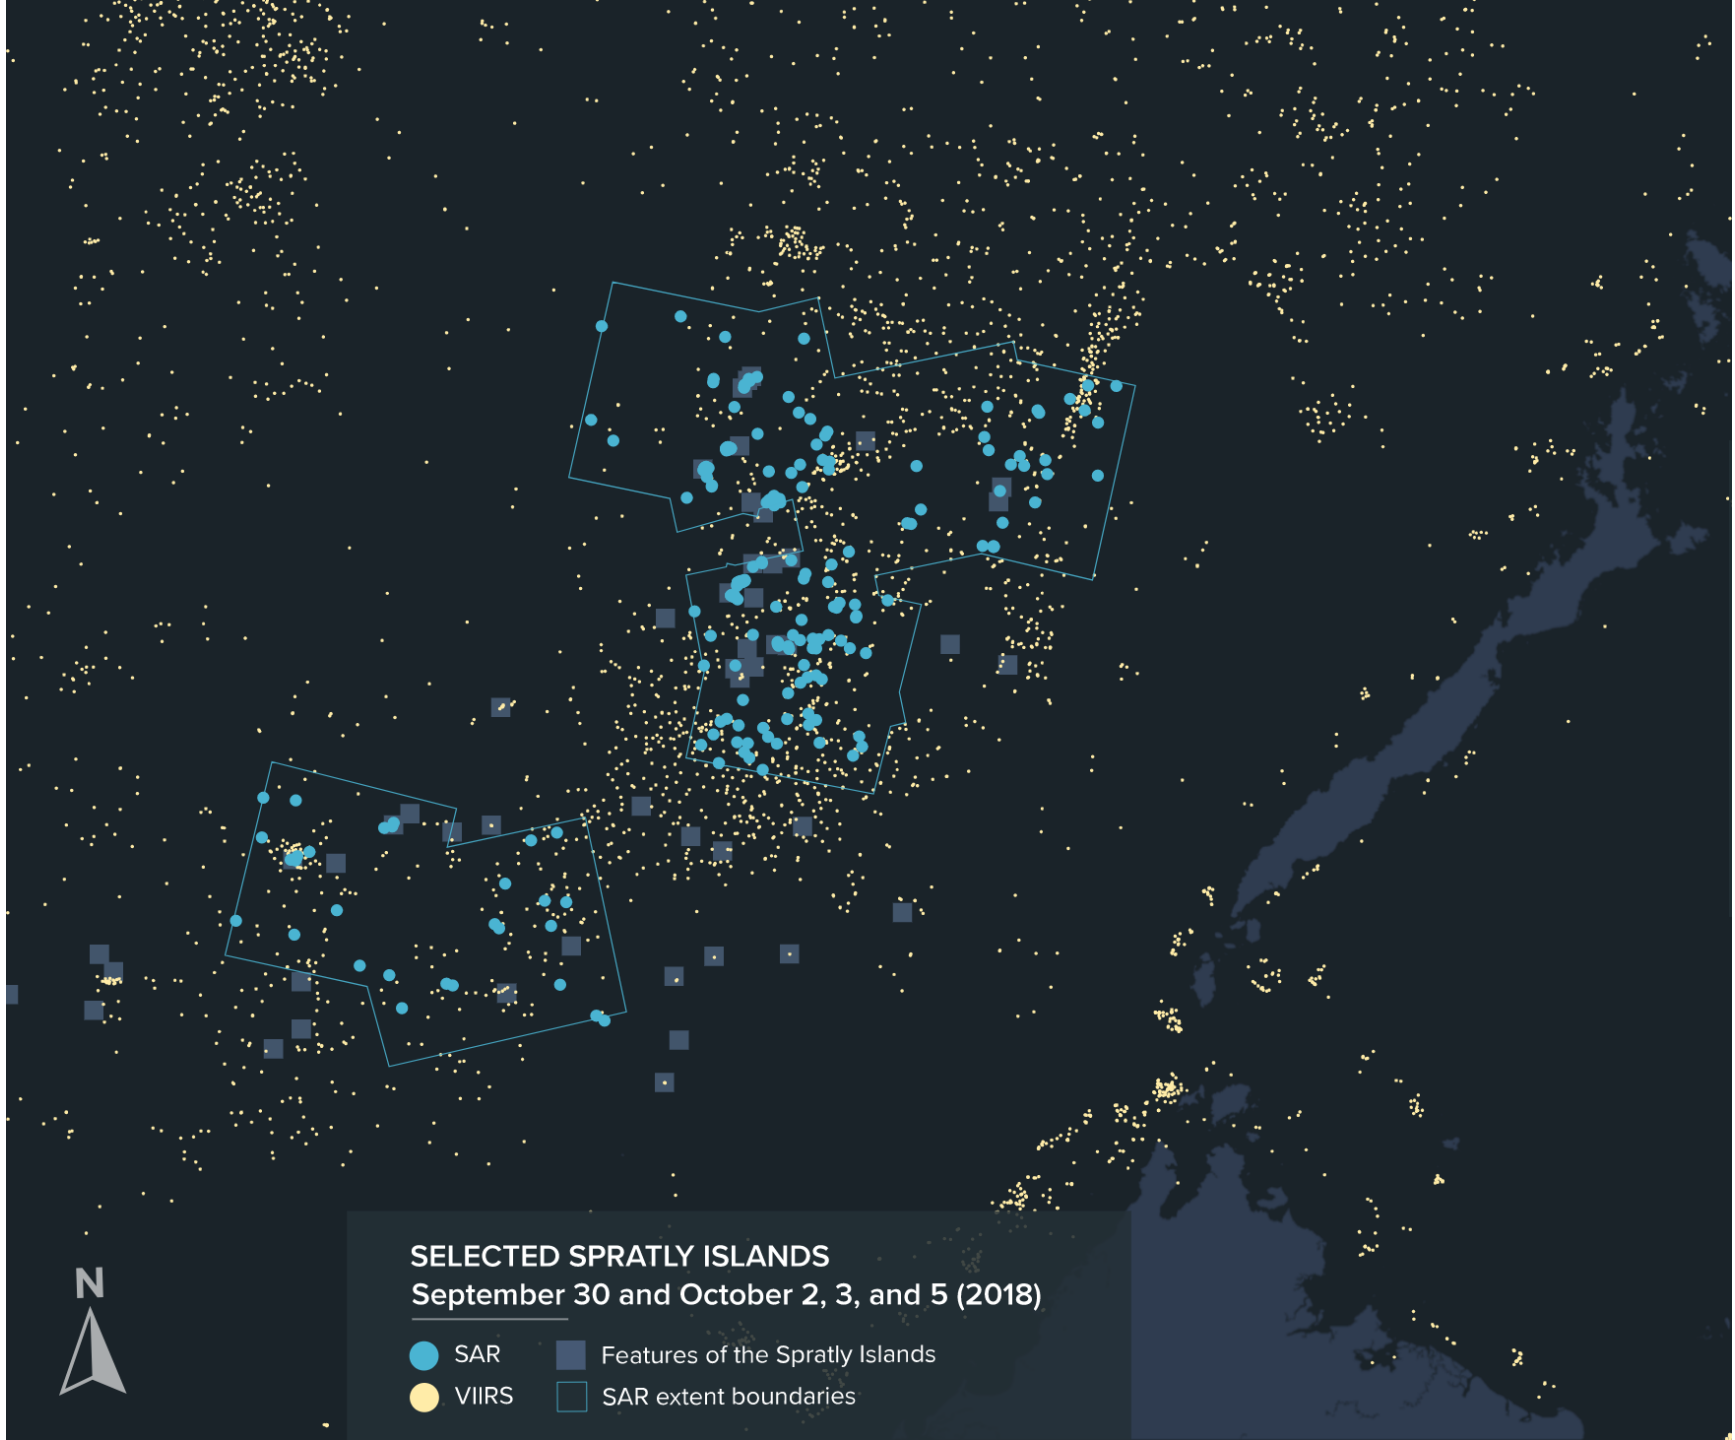 N
SELECTED SPRATLY ISLANDS
September 30 and October 2, 3, and 5 (2018)
SAR
Features of the Spratly Islands
VIIRS
SAR extent boundaries